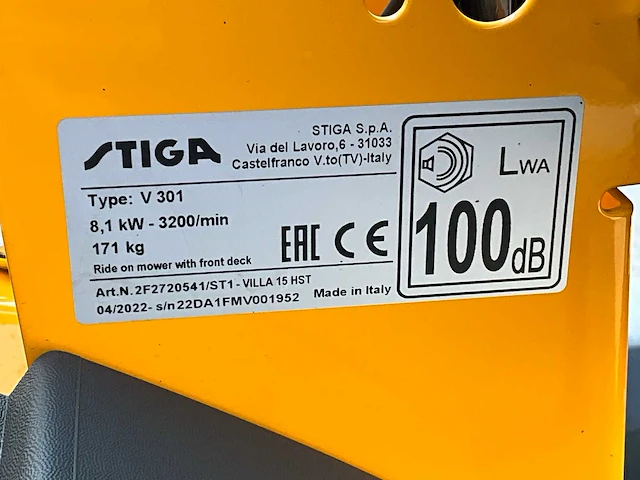 STIGA
STIGA S.p.A.
Via del Lavoro,6 - 31033
Castelfranco V.to(TV)-Italy
Type: V 301
8,1 kW - 3200/min
171 kg
Ride on mower with front deck
EAC CE
Art.N.2F2720541/ST1 - VILLA 15 HST
04/2022- s/n22DA1FMV001952 Made in Italy
LWA
100dB